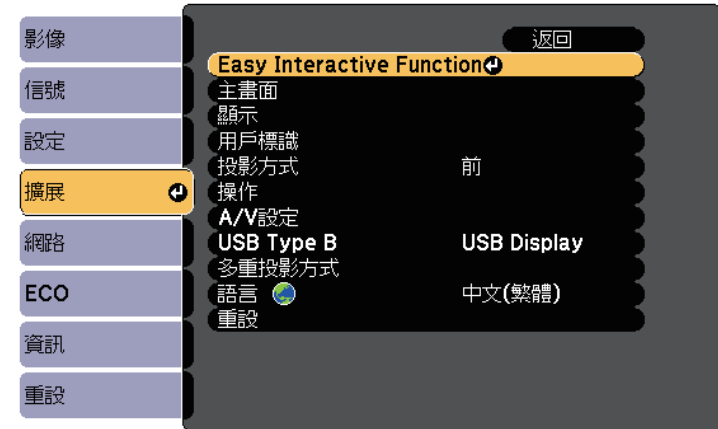 影像
信號
設定
擴展
網路
ECO
資訊
重設
返回
Easy Interactive Function
主畫面
顯示
用戶標識
投影方式 前
操作
A/V設定
USB Type B USB Display
多重投影方式
語言 中文(繁體)
重設